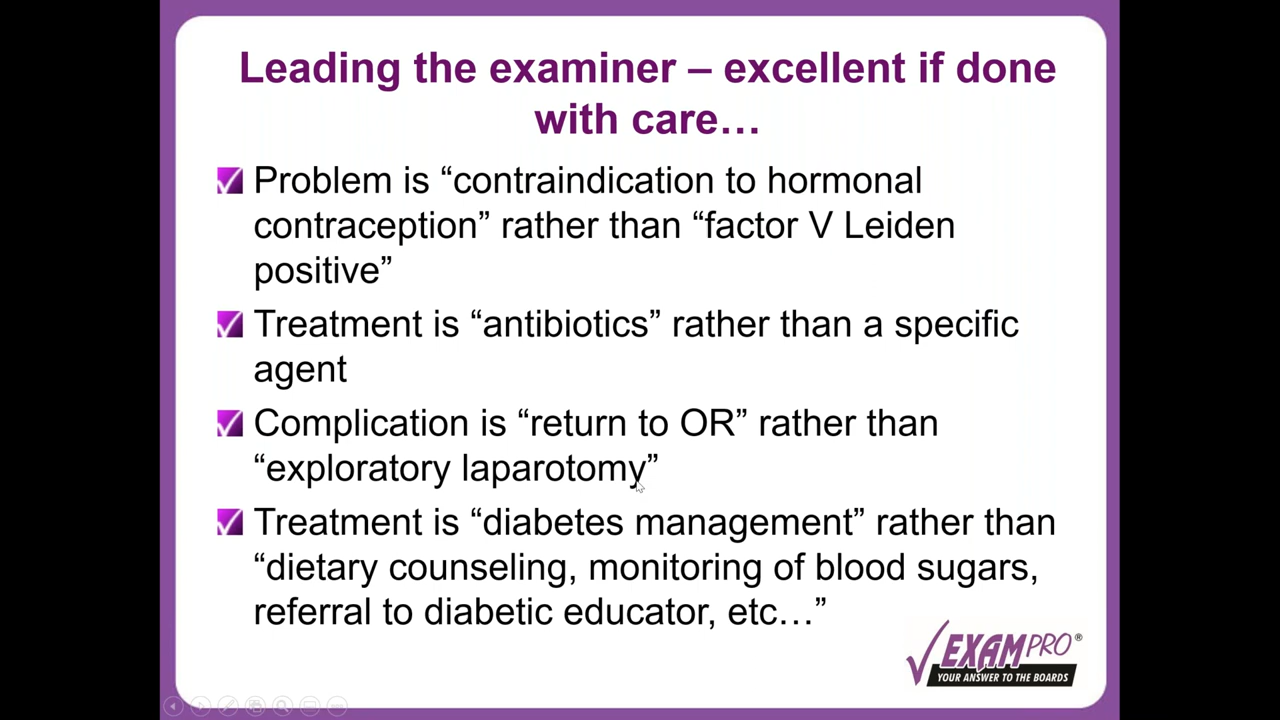 Leading the examiner – excellent if done
with care…
Problem is “contraindication to hormonal
contraception” rather than “factor V Leiden
positive”
Treatment is “antibiotics” rather than a specific
agent
Complication is “return to OR” rather than
“exploratory laparotomy”
Treatment is “diabetes management” rather than
“dietary counseling, monitoring of blood sugars,
referral to diabetic educator, etc…”
EXAMPRO®
YOUR ANSWER TO THE BOARDS